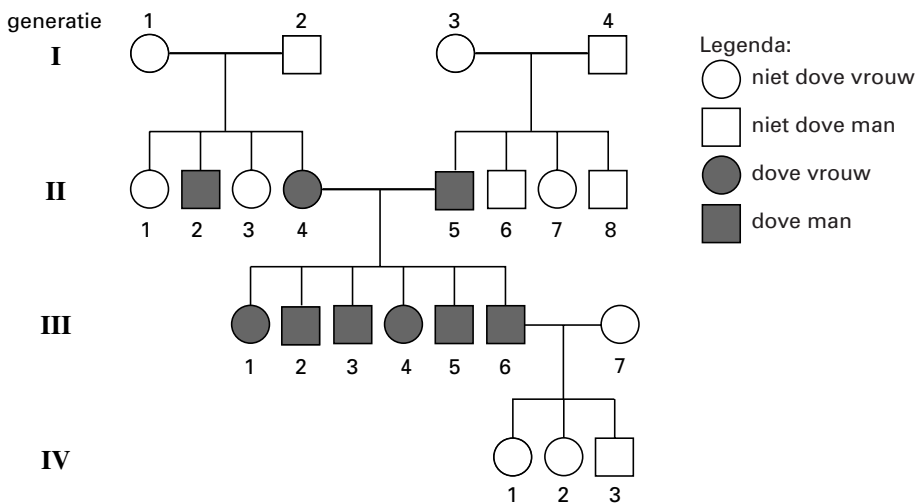 generatie
1 2 3 4
I
Legenda:
niet dove vrouw
niet dove man
dove vrouw
dove man
II
1 2 3 4 5 6 7 8
III
1 2 3 4 5 6 7
IV
1 2 3